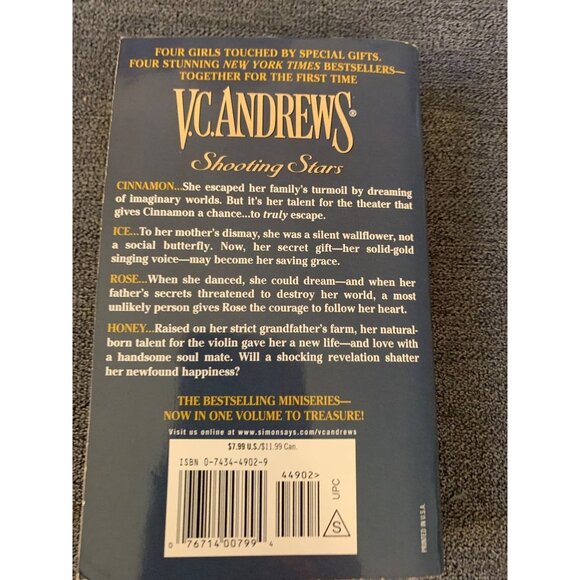 FOUR GIRLS TOUCHED BY SPECIAL GIFTS.
FOUR STUNNING NEW YORK TIMES BESTSELLERS—
TOGETHER FOR THE FIRST TIME
V.C. ANDREWS®
Shooting Stars
CINNAMON...She escaped her family's turmoil by dreaming
of imaginary worlds. But it's her talent for the theater that
gives Cinnamon a chance...to truly escape.
ICE...To her mother's dismay, she was a silent wallflower, not
a social butterfly. Now, her secret gift—her solid-gold
singing voice—may become her saving grace.
ROSE...When she danced, she could dream—and when her
father's secrets threatened to destroy her world, a most
unlikely person gives Rose the courage to follow her heart.
HONEY...Raised on her strict grandfather's farm, her natural-
born talent for the violin gave her a new life—and love with
a handsome soul mate. Will a shocking revelation shatter
her newfound happiness?
THE BESTSELLING MINISERIES—
NOW IN ONE VOLUME TO TREASURE!
Visit us online at www.simonsays.com/vcandrews
$7.99 U.S./$11.99 Can.
ISBN 0-7434-4902-9
44902>
UPC
S
0 76714 00799 4
PRINTED IN U.S.A.